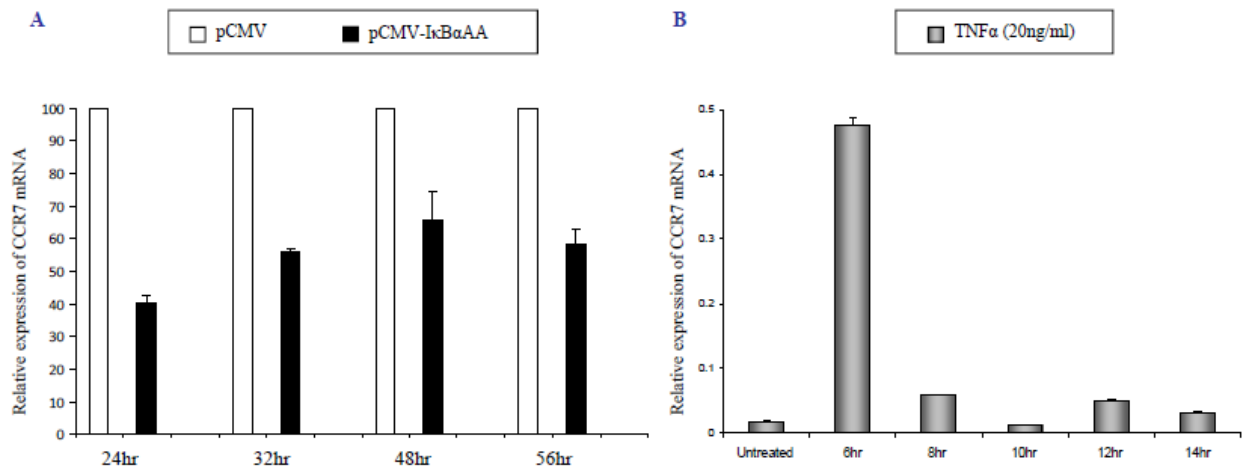 A
pCMV
pCMV-IκBαAA
Relative expression of CCR7 mRNA
100
90
80
70
60
50
40
30
20
10
0
24hr
32hr
48hr
56hr
B
TNFα (20ng/ml)
Relative expression of CCR7 mRNA
0.5
0.4
0.3
0.2
0.1
0
Untreated
6hr
8hr
10hr
12hr
14hr